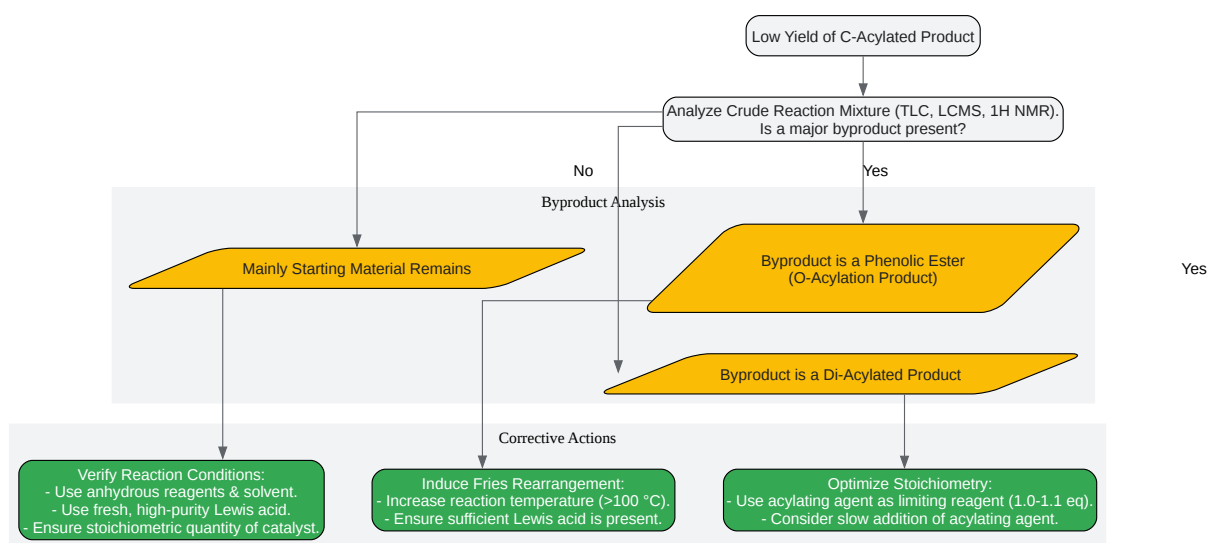 Low Yield of C-Acylated Product
Analyze Crude Reaction Mixture (TLC, LCMS, 1H NMR).
Is a major byproduct present?
No
Yes
Byproduct Analysis
Mainly Starting Material Remains
Byproduct is a Phenolic Ester
(O-Acylation Product)
Yes
Byproduct is a Di-Acylated Product
Corrective Actions
Verify Reaction Conditions:
- Use anhydrous reagents & solvent.
- Use fresh, high-purity Lewis acid.
- Ensure stoichiometric quantity of catalyst.
Induce Fries Rearrangement:
- Increase reaction temperature (>100 °C).
- Ensure sufficient Lewis acid is present.
Optimize Stoichiometry:
- Use acylating agent as limiting reagent (1.0-1.1 eq).
- Consider slow addition of acylating agent.